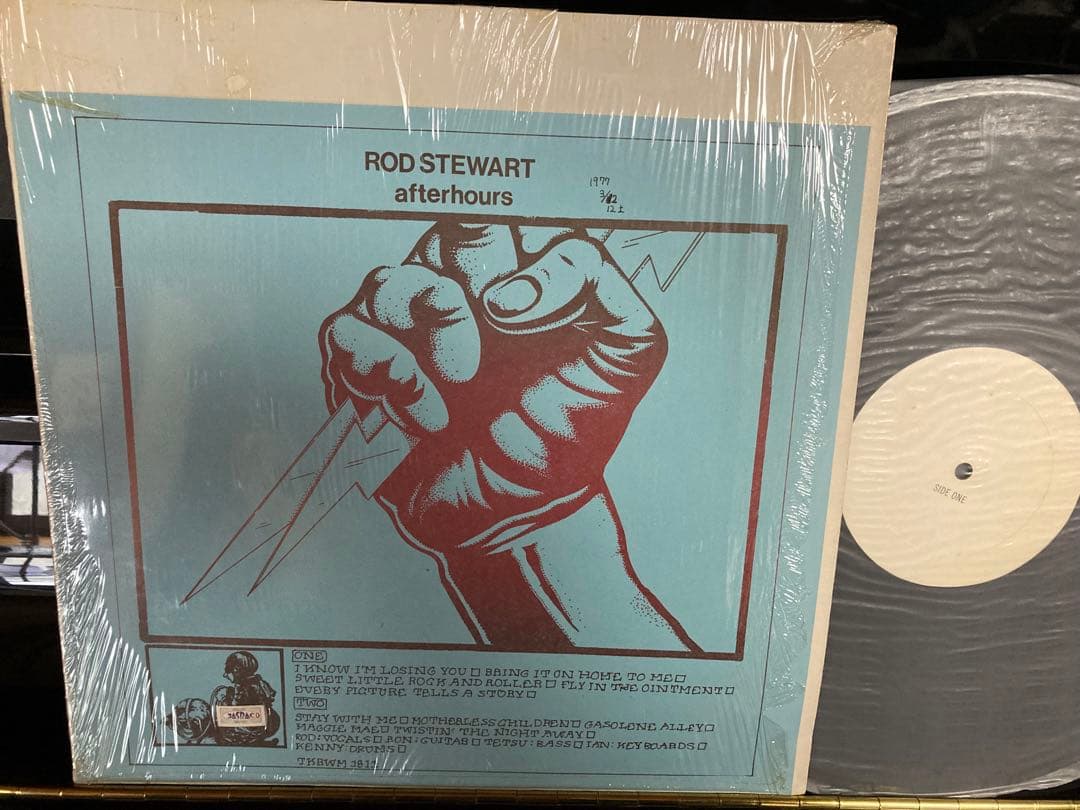 ROD STEWART
afterhours
1977
3/12
12 土
ONE
I KNOW I'M LOSING YOU □ BRING IT ON HOME TO ME □
SWEET LITTLE ROCK AND ROLLER □ FLY IN THE OINTMENT □
EVERY PICTURE TELLS A STORY □
TWO
STAY WITH ME □ MOTHERLESS CHILDREN □ GASOLENE ALLEY □
MAGGIE MAE □ TWISTIN' THE NIGHT AWAY □
ROD: VOCALS □ RON: GUITAR □ TETSU: BASS □ IAN: KEYBOARDS □
KENNY: DRUMS □
TKRWM
SIDE ONE